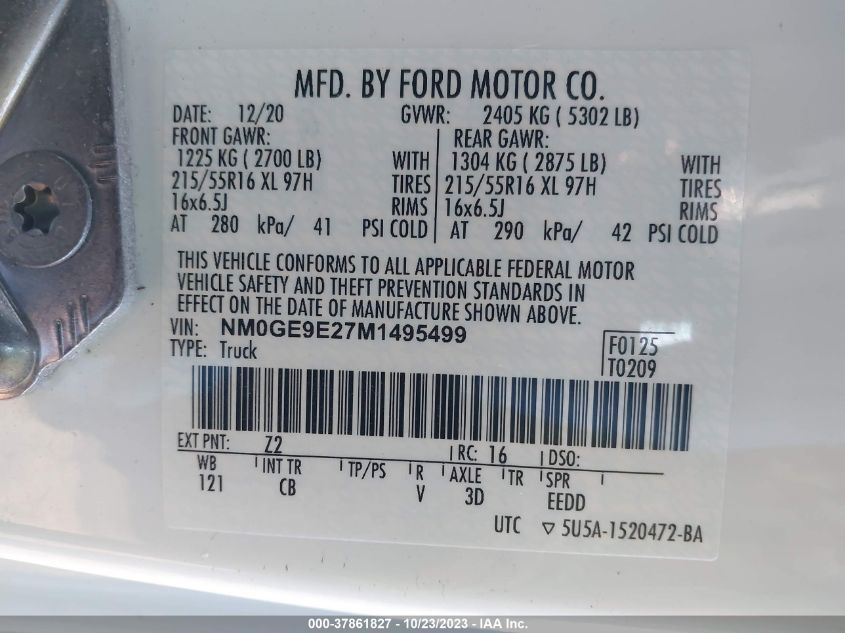 MFD. BY FORD MOTOR CO.
DATE: 12/20 GVWR: 2405 KG ( 5302 LB)
FRONT GAWR: REAR GAWR:
1225 KG ( 2700 LB) WITH 1304 KG ( 2875 LB) WITH
215/55R16 XL 97H TIRES 215/55R16 XL 97H TIRES
16x6.5J RIMS 16x6.5J RIMS
AT 280 kPa/ 41 PSI COLD AT 290 kPa/ 42 PSI COLD
THIS VEHICLE CONFORMS TO ALL APPLICABLE FEDERAL MOTOR
VEHICLE SAFETY AND THEFT PREVENTION STANDARDS IN
EFFECT ON THE DATE OF MANUFACTURE SHOWN ABOVE.
VIN: NM0GE9E27M1495499
TYPE: Truck
F0125
T0209
EXT PNT: Z2 RC: 16 DSO:
WB INT TR TP/PS R AXLE TR SPR
121 CB V 3D EEDD
UTC ▽ 5U5A-1520472-BA
000-37861827 - 10/23/2023 - IAA Inc.